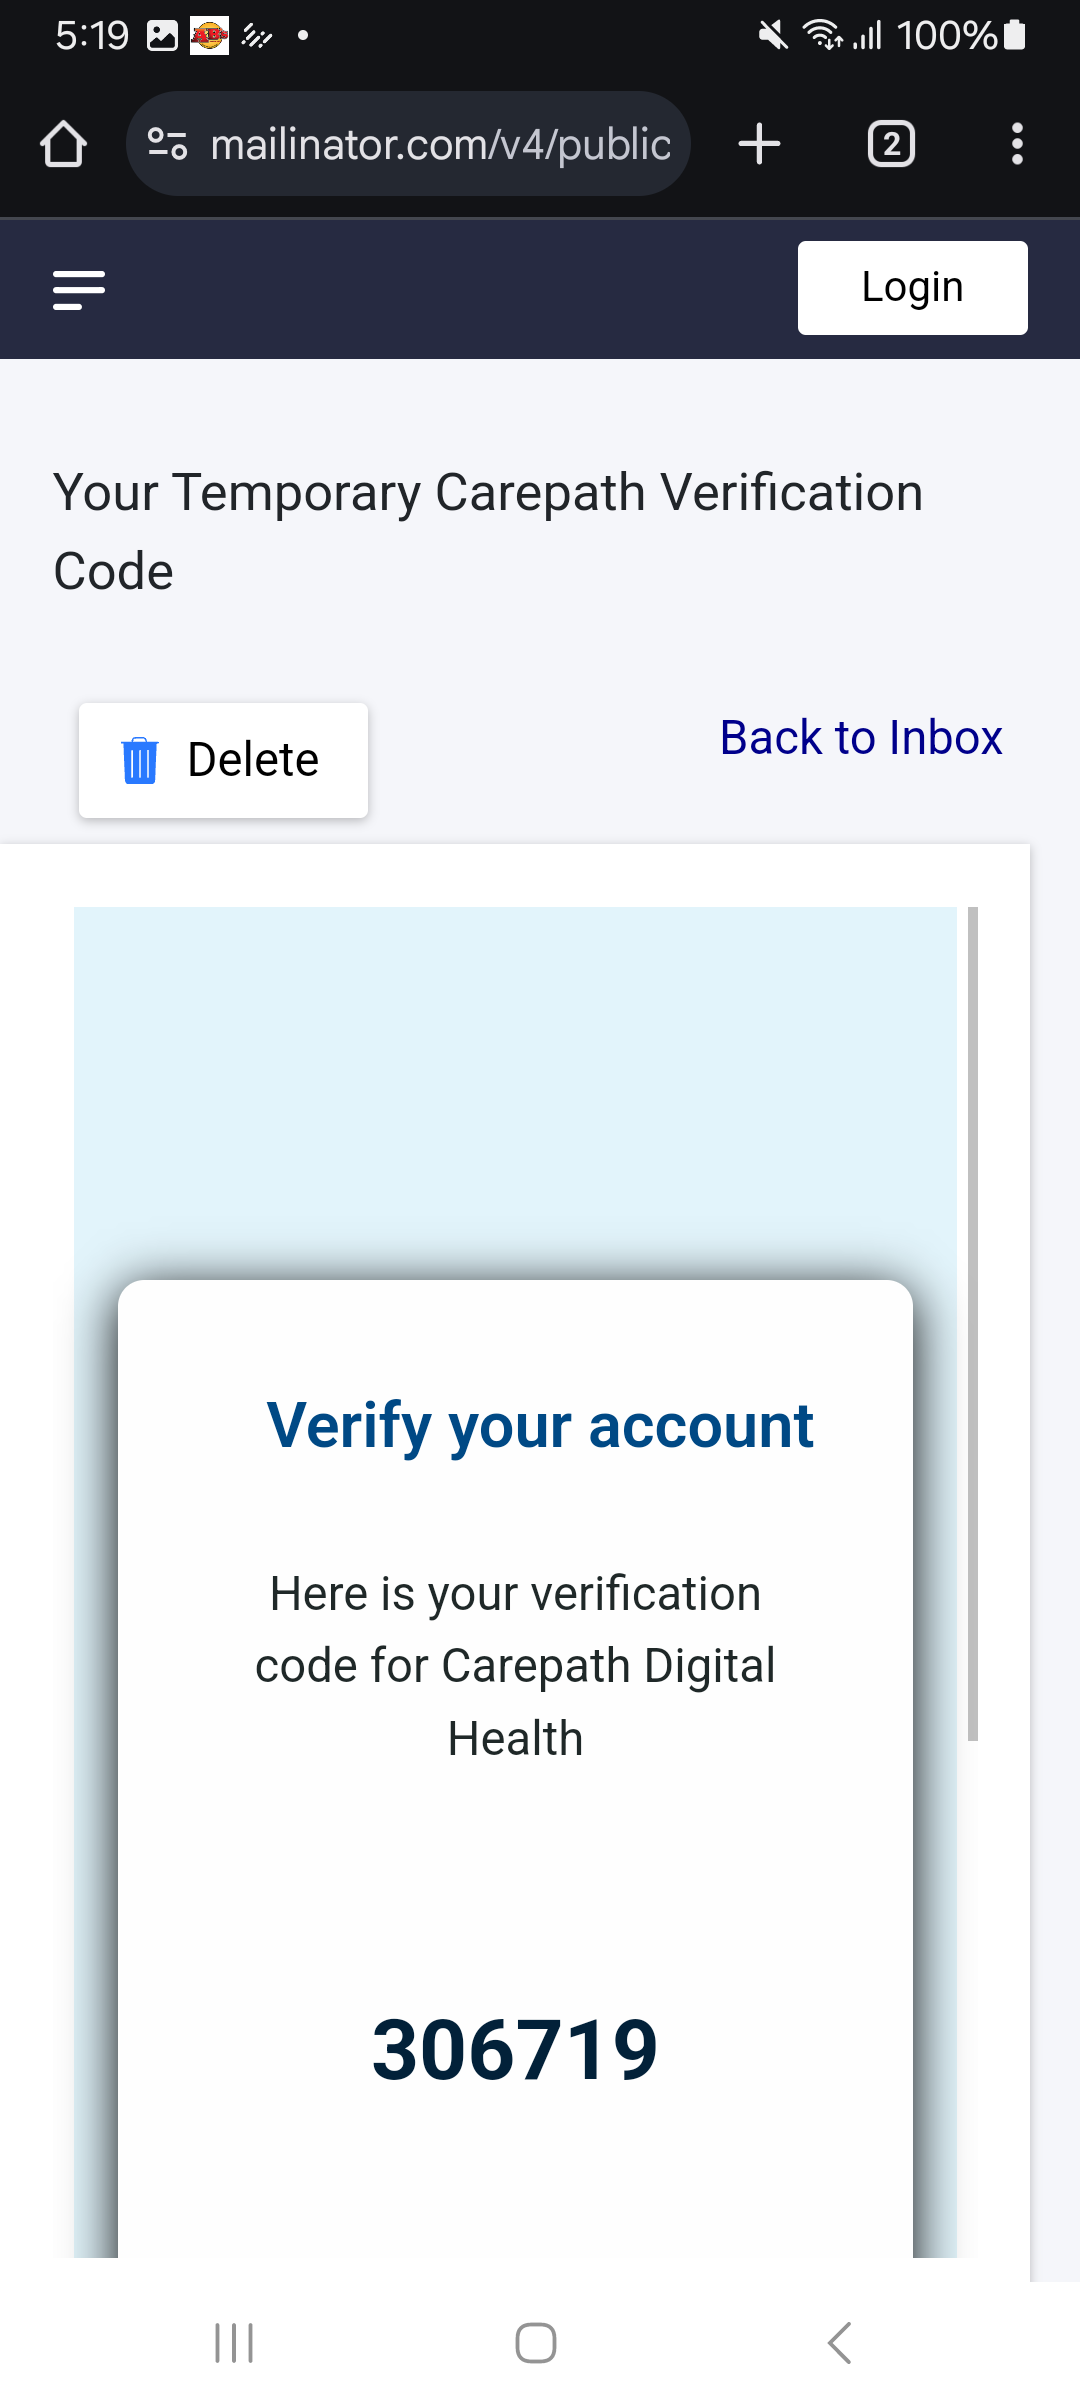 5:19
100%
mailinator.com/v4/public
2
Login
Your Temporary Carepath Verification
Code
Delete
Back to Inbox
Verify your account
Here is your verification
code for Carepath Digital
Health
306719